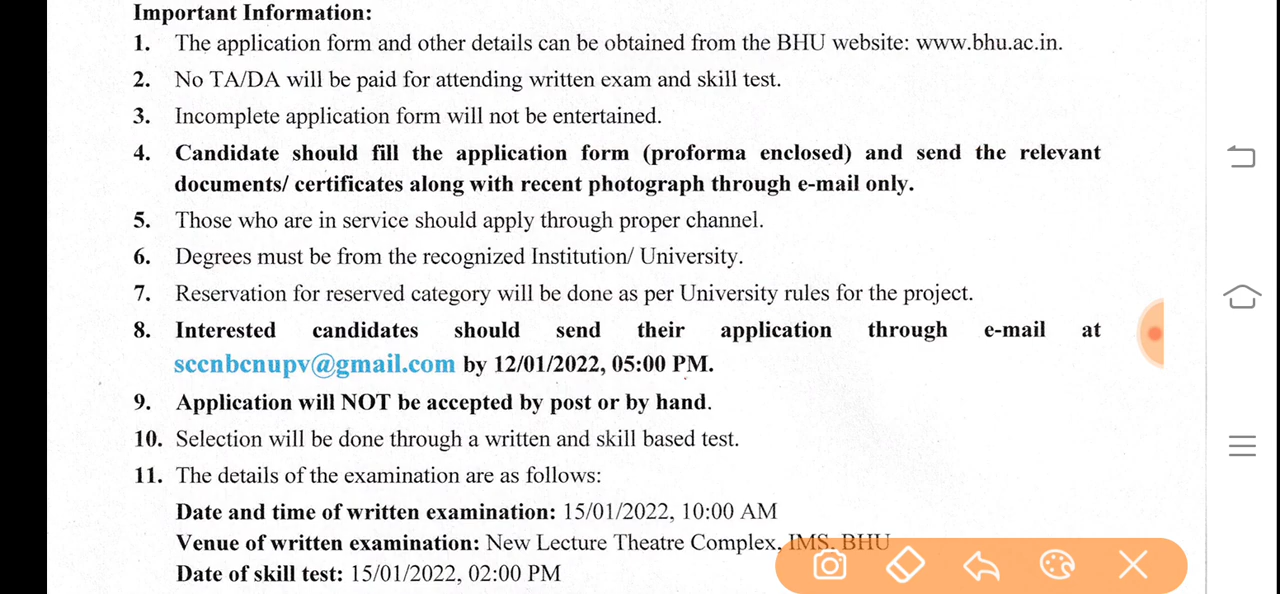 Important Information:
1. The application form and other details can be obtained from the BHU website: www.bhu.ac.in.
2. No TA/DA will be paid for attending written exam and skill test.
3. Incomplete application form will not be entertained.
4. Candidate should fill the application form (proforma enclosed) and send the relevant
documents/ certificates along with recent photograph through e-mail only.
5. Those who are in service should apply through proper channel.
6. Degrees must be from the recognized Institution/ University.
7. Reservation for reserved category will be done as per University rules for the project.
8. Interested candidates should send their application through e-mail at
sccnbcnupv@gmail.com by 12/01/2022, 05:00 PM.
9. Application will NOT be accepted by post or by hand.
10. Selection will be done through a written and skill based test.
11. The details of the examination are as follows:
Date and time of written examination: 15/01/2022, 10:00 AM
Venue of written examination: New Lecture Theatre Complex, IMS, BHU
Date of skill test: 15/01/2022, 02:00 PM